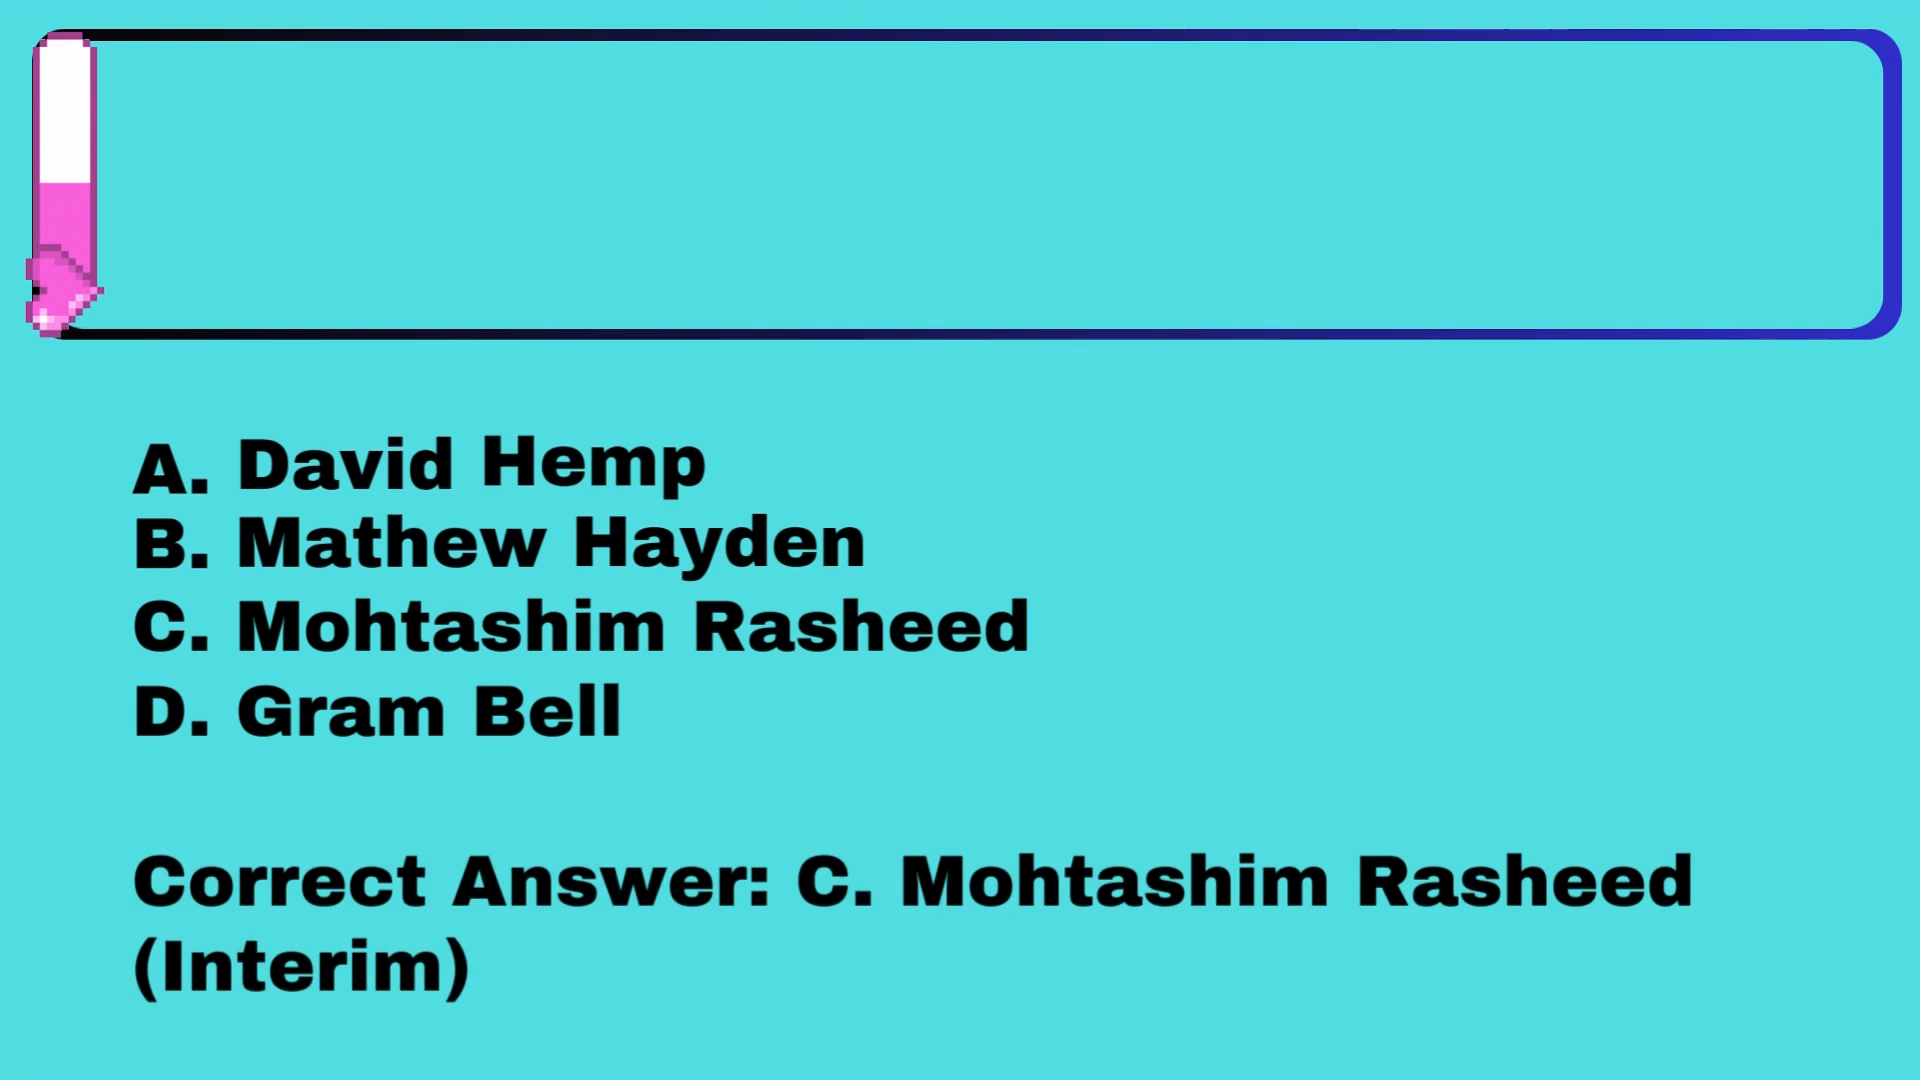 A. David Hemp
B. Mathew Hayden
C. Mohtashim Rasheed
D. Gram Bell
Correct Answer: C. Mohtashim Rasheed
(Interim)